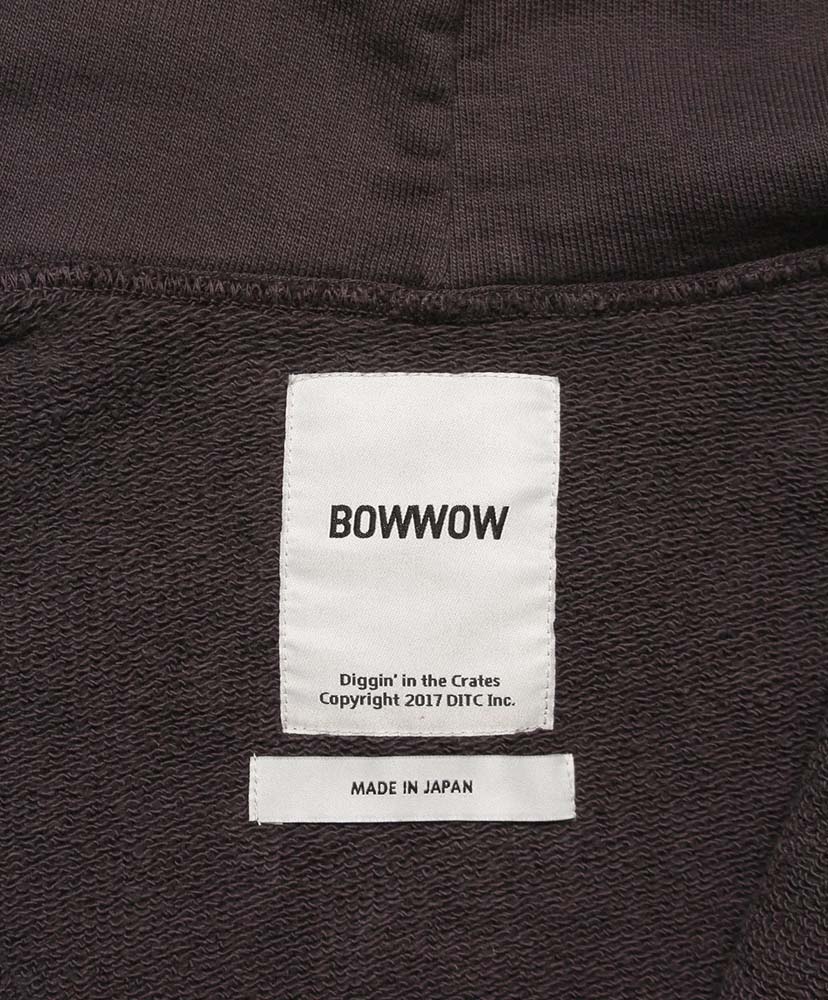 BOWWOW
Diggin' in the Crates
Copyright 2017 DITC Inc.
MADE IN JAPAN